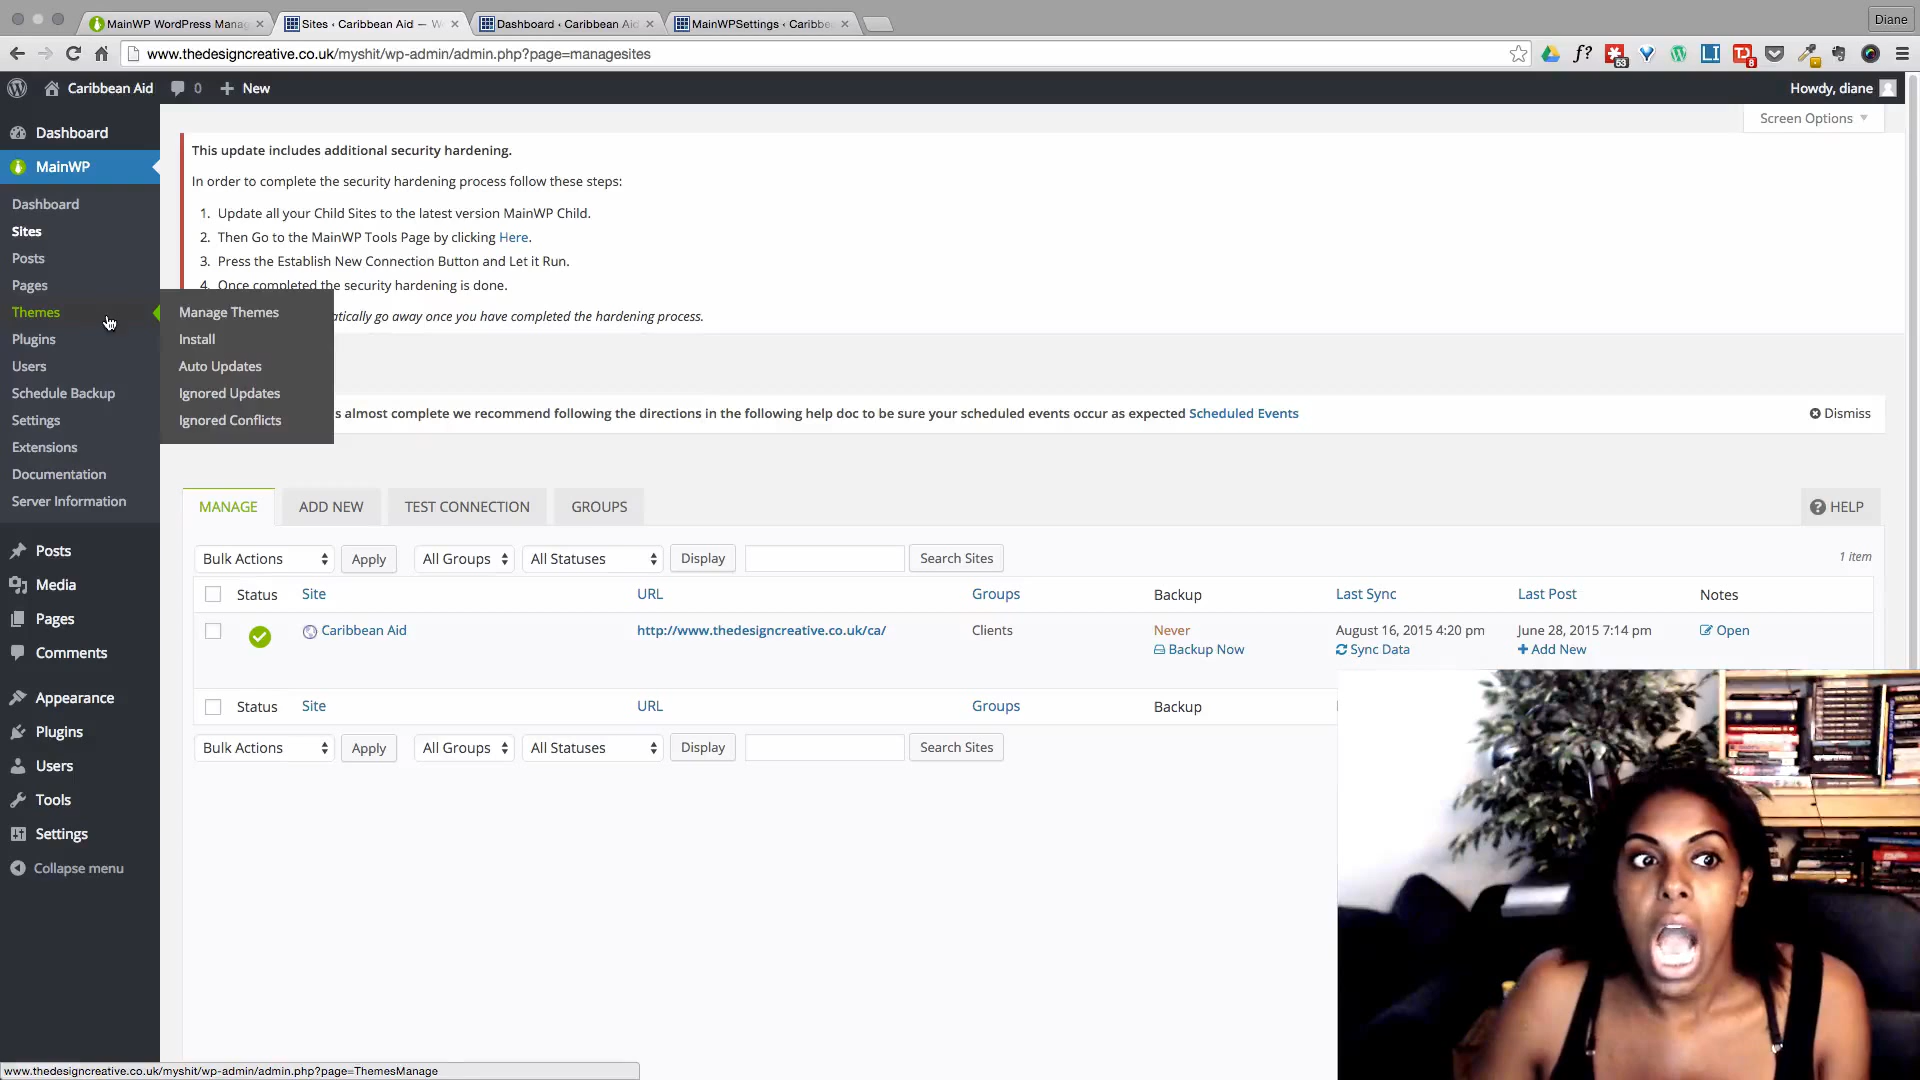 MainWP WordPress Mana
Sites ‹ Caribbean Aid — W
Dashboard ‹ Caribbean Aid
MainWPSettings ‹ Caribbe
Diane
www.thedesigncreative.co.uk/myshit/wp-admin/admin.php?page=managesites
f?
53
LI
TD
8
Caribbean Aid
0
New
Howdy, diane
Screen Options
Dashboard
MainWP
Dashboard
Sites
Posts
Pages
Themes
Plugins
Users
Schedule Backup
Settings
Extensions
Documentation
Server Information
Posts
Media
Pages
Comments
Appearance
Plugins
Users
Tools
Settings
Collapse menu
Manage Themes
Install
Auto Updates
Ignored Updates
Ignored Conflicts
This update includes additional security hardening.
In order to complete the security hardening process follow these steps:
1. Update all your Child Sites to the latest version MainWP Child.
2. Then Go to the MainWP Tools Page by clicking Here.
3. Press the Establish New Connection Button and Let it Run.
4. Once completed the security hardening is done.
atically go away once you have completed the hardening process.
s almost complete we recommend following the directions in the following help doc to be sure your scheduled events occur as expected Scheduled Events
Dismiss
MANAGE ADD NEW TEST CONNECTION GROUPS
HELP
Bulk Actions Apply All Groups All Statuses Display Search Sites
1 item
Status Site URL Groups Backup Last Sync Last Post Notes
Caribbean Aid http://www.thedesigncreative.co.uk/ca/ Clients Never August 16, 2015 4:20 pm June 28, 2015 7:14 pm Open
Backup Now Sync Data Add New
Status Site URL Groups Backup
Bulk Actions Apply All Groups All Statuses Display Search Sites
www.thedesigncreative.co.uk/myshit/wp-admin/admin.php?page=ThemesManage